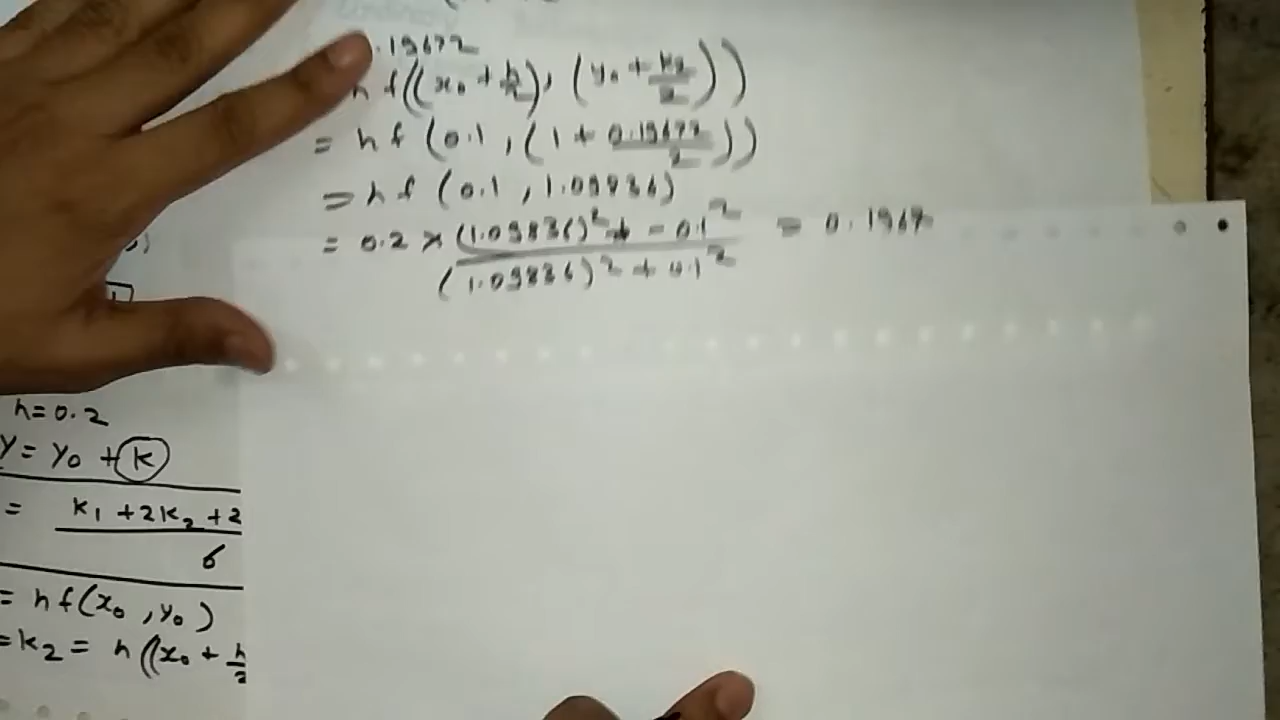 .19672
h f((x₀ + h/2), (y₀ + k₂/2))
= h f (0.1 , (1 + 0.19672/2))
= h f (0.1 , 1.09836)
= 0.2 × (1.09836)² - 0.1² / (1.09836)² + 0.1² = 0.1967
h = 0.2
y = y₀ + k
= k₁ + 2k₂ + 2 / 6
= h f(x₀ , y₀)
= k₂ = h ((x₀ + h/2